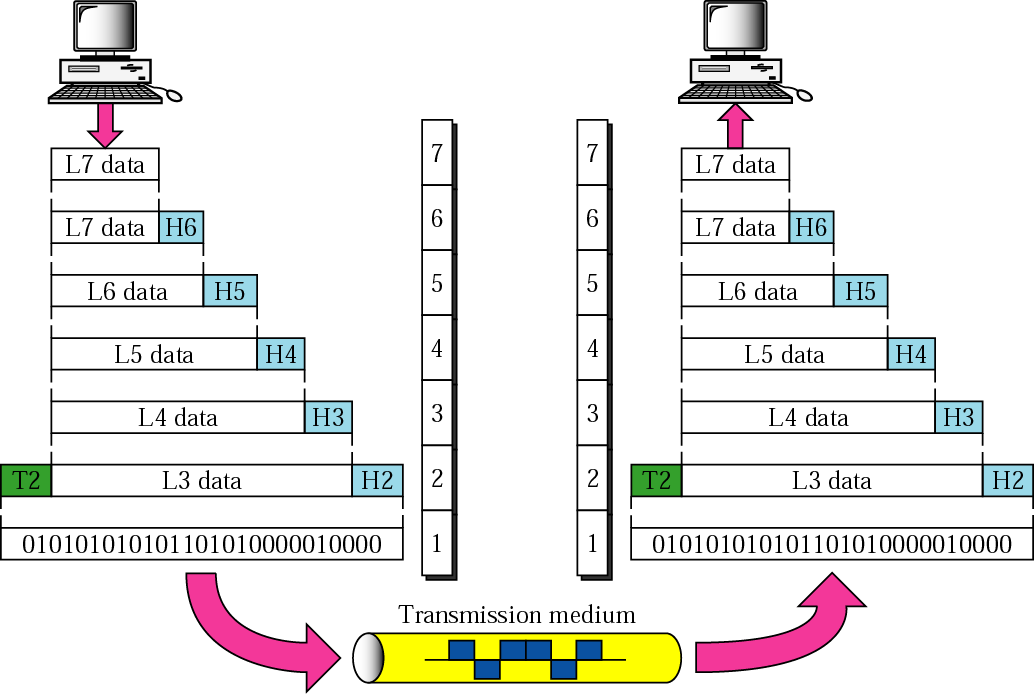 L7 data 7 7 L7 data
L7 data H6 6 6 L7 data H6
L6 data H5 5 5 L6 data H5
L5 data H4 4 4 L5 data H4
L4 data H3 3 3 L4 data H3
T2 L3 data H2 2 2 T2 L3 data H2
010101010101101010000010000 1 1 010101010101101010000010000
Transmission medium